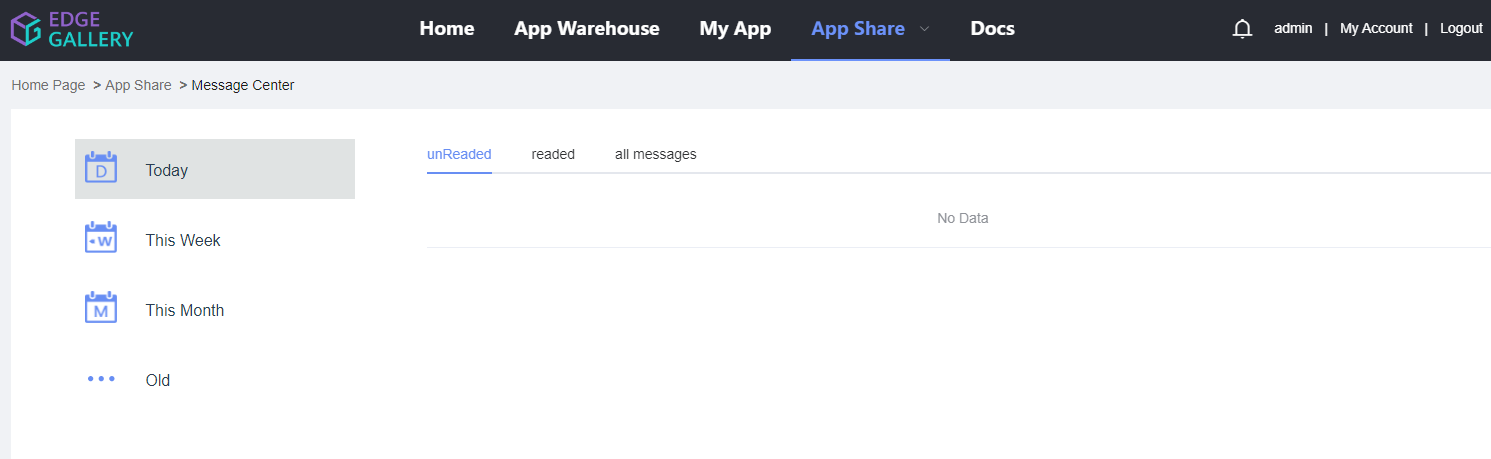 EDGE
GALLERY
Home App Warehouse My App App Share Docs admin | My Account | Logout
Home Page > App Share > Message Center
unReaded readed all messages
D Today
No Data
W This Week
M This Month
Old